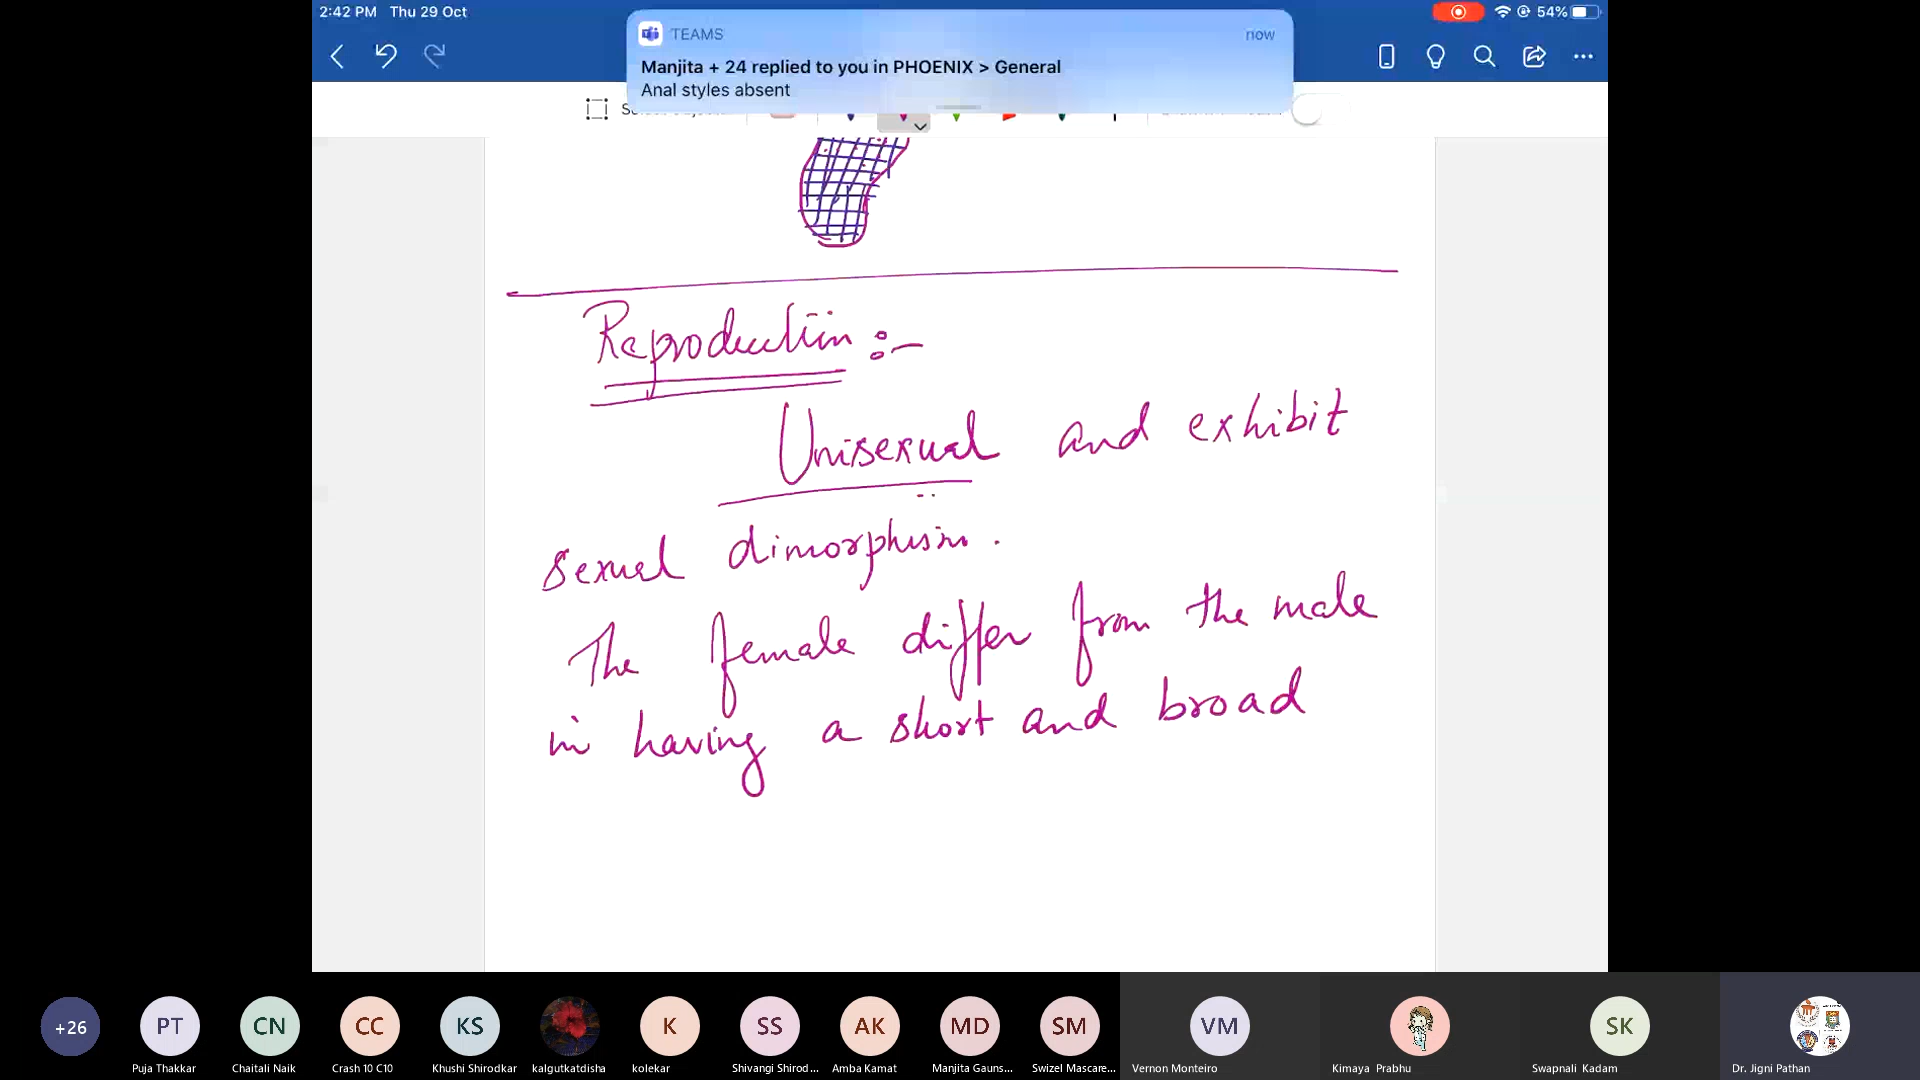 2:42 PM Thu 29 Oct
54%
TEAMS
now
Manjita + 24 replied to you in PHOENIX > General
Anal styles absent
Reproduction :-
Unisexual and exhibit
sexual dimorphism.
The female differ from the male
in having a short and broad
+26
PT
CN
CC
KS
K
SS
AK
MD
SM
VM
SK
Puja Thakkar
Chaitali Naik
Crash 10 C10
Khushi Shirodkar
kalgutkatdisha
kolekar
Shivangi Shirod...
Amba Kamat
Manjita Gauns...
Swizel Mascare...
Vernon Monteiro
Kimaya Prabhu
Swapnali Kadam
Dr. Jigni Pathan